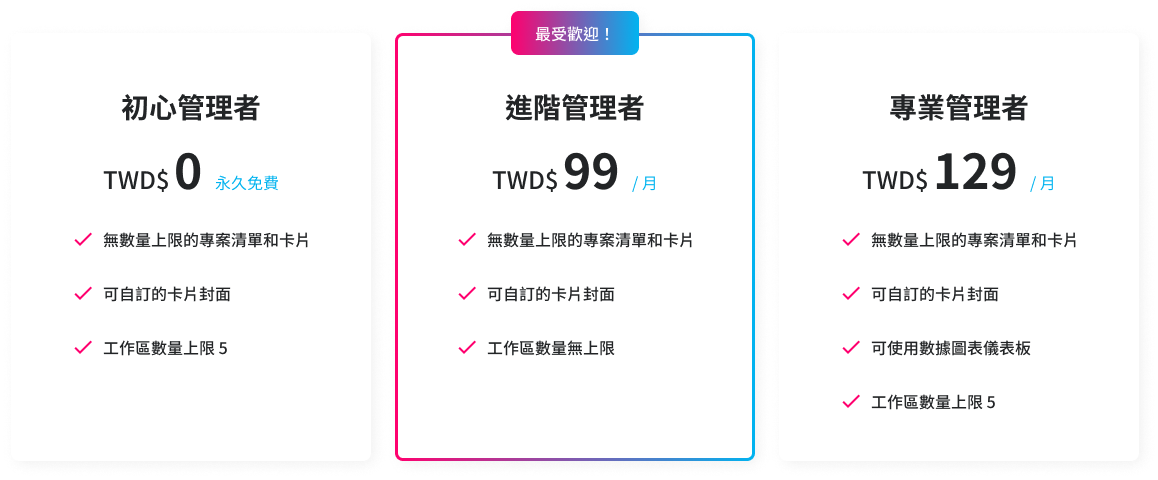 初心管理者
TWD$ 0 永久免費
無數量上限的專案清單和卡片
可自訂的卡片封面
工作區數量上限 5
最受歡迎！
進階管理者
TWD$ 99 / 月
無數量上限的專案清單和卡片
可自訂的卡片封面
工作區數量無上限
專業管理者
TWD$ 129 / 月
無數量上限的專案清單和卡片
可自訂的卡片封面
可使用數據圖表儀表板
工作區數量上限 5